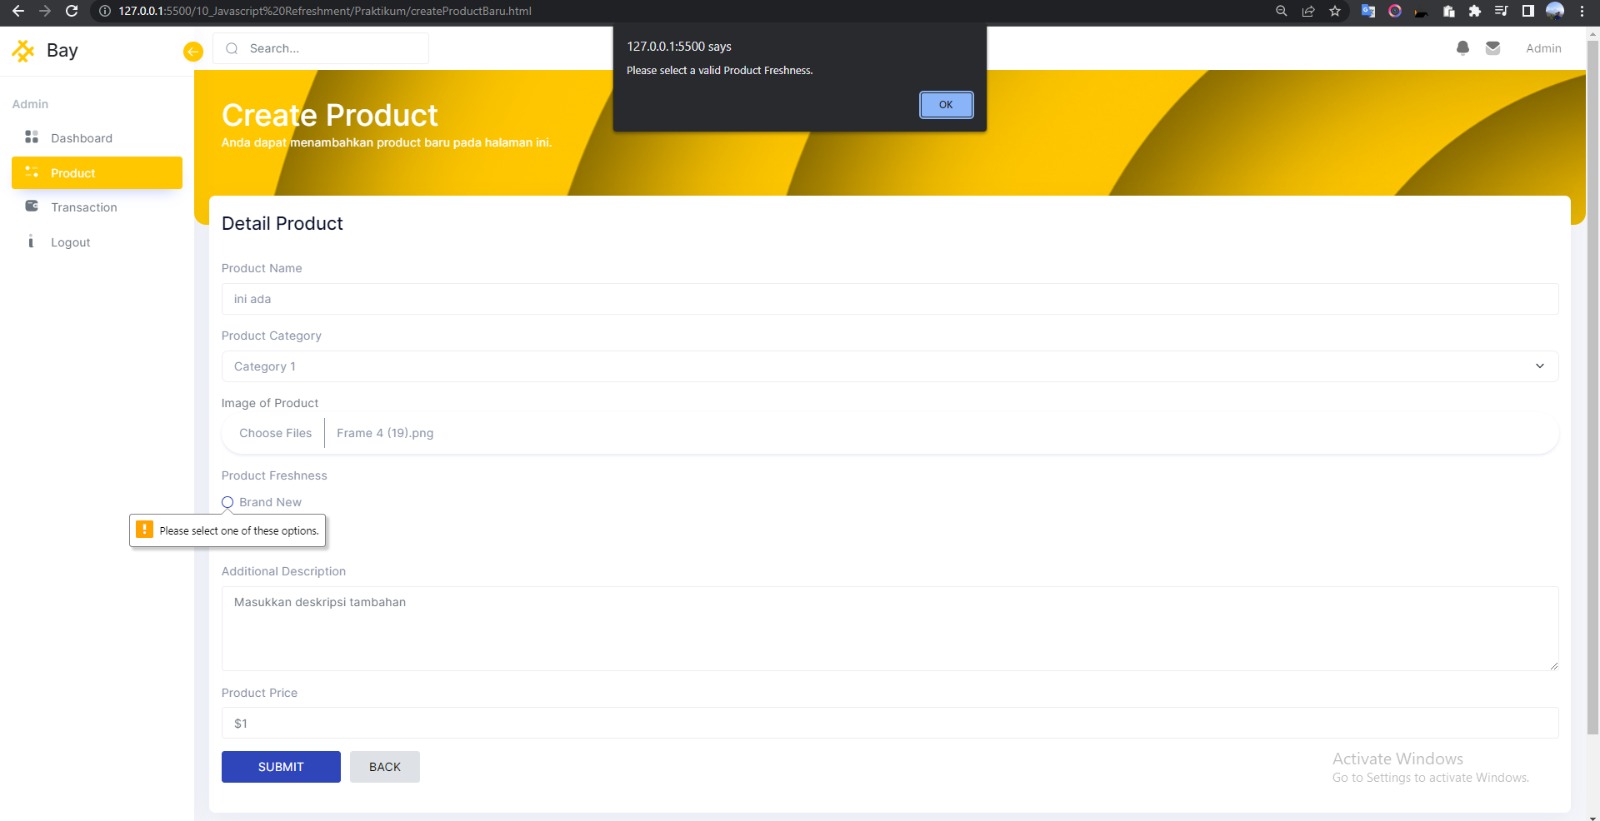 127.0.0.1:5500/10_Javascript%20Refreshment/Praktikum/createProductBaru.html
Bay
Search...
127.0.0.1:5500 says
Please select a valid Product Freshness.
OK
Admin
Admin
Dashboard
Product
Transaction
Logout
Create Product
Anda dapat menambahkan product baru pada halaman ini.
Detail Product
Product Name
ini ada
Product Category
Category 1
Image of Product
Choose Files
Frame 4 (19).png
Product Freshness
Brand New
Please select one of these options.
Additional Description
Masukkan deskripsi tambahan
Product Price
$1
SUBMIT
BACK
Activate Windows
Go to Settings to activate Windows.